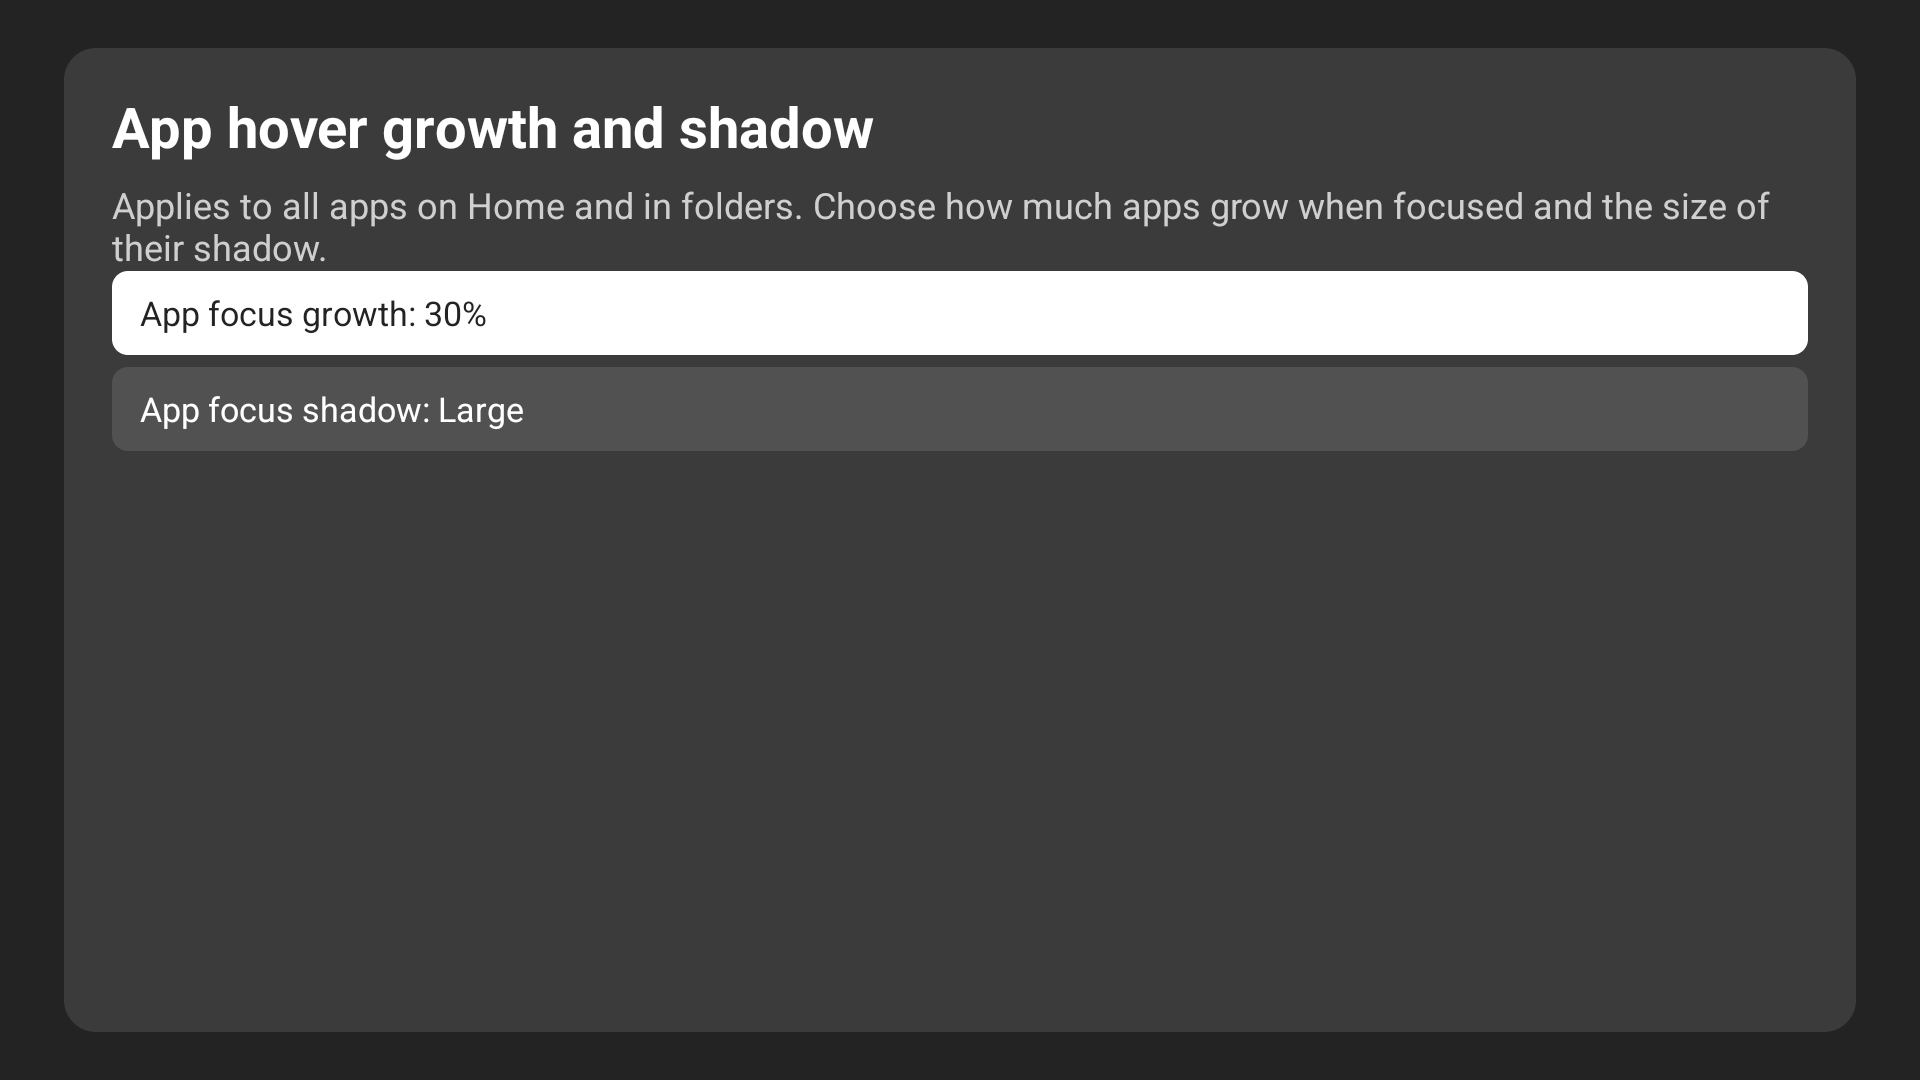 App hover growth and shadow
Applies to all apps on Home and in folders. Choose how much apps grow when focused and the size of
their shadow.
App focus growth: 30%
App focus shadow: Large